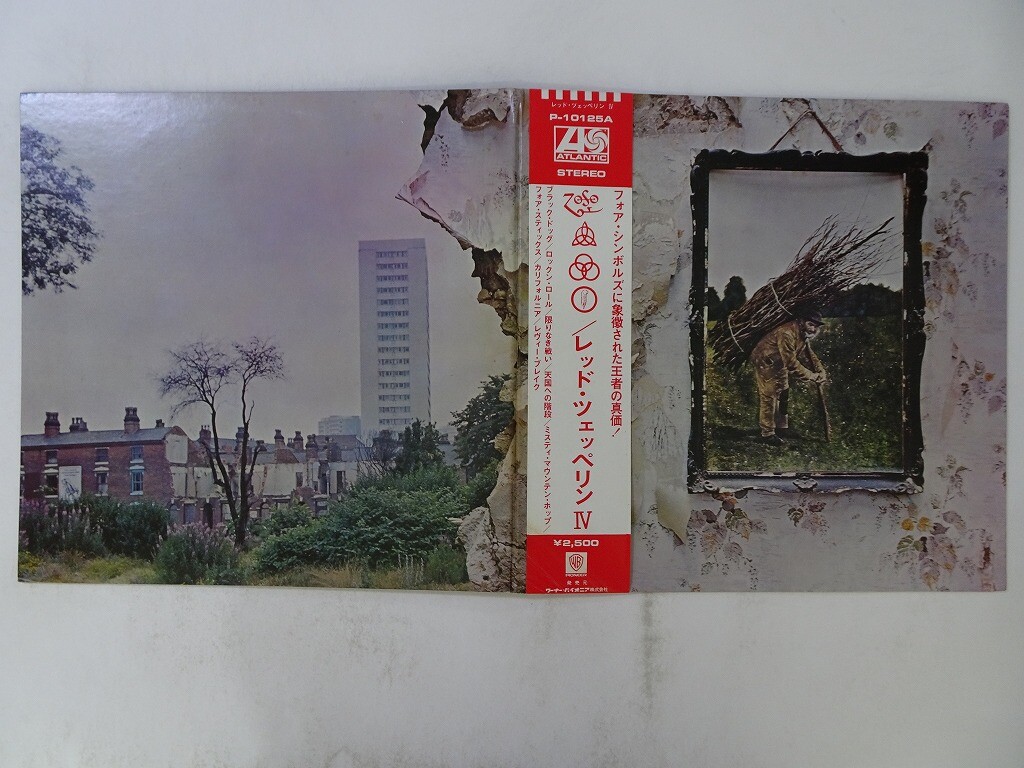 レッド・ツェッペリン Ⅳ
P-10125A
ATLANTIC
STEREO
フォア・シンボルズに象徴された王者の真価!
ZOSO
/レッド・ツェッペリン Ⅳ
ブラック・ドッグ/ロックン・ロール/限りなき戦い/天国への階段/ミスティ・マウンテン・ホップ/
フォア・スティックス/カリフォルニア/レヴィー・ブレイク
¥2,500
WB
PIONEER
発売元
ワーナー・パイオニア株式会社